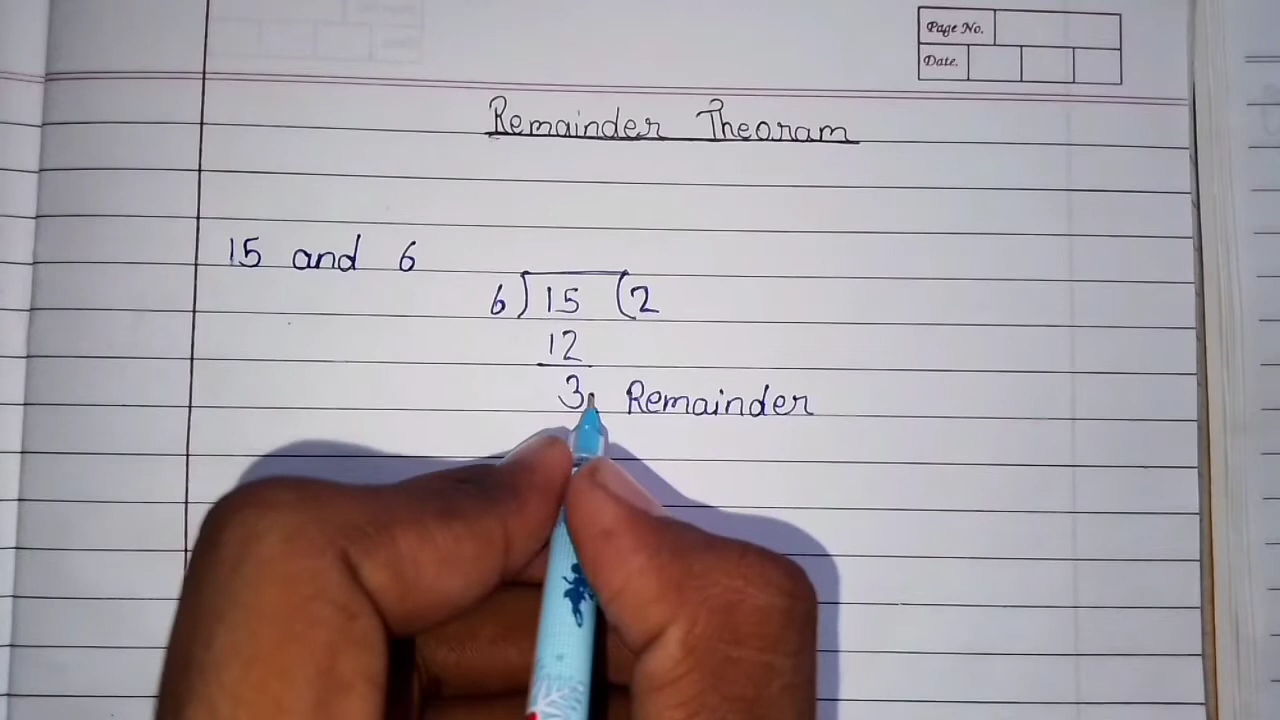 Page No.
Date.
Remainder Theoram
15 and 6
6) 15 (2
12
3 Remainder